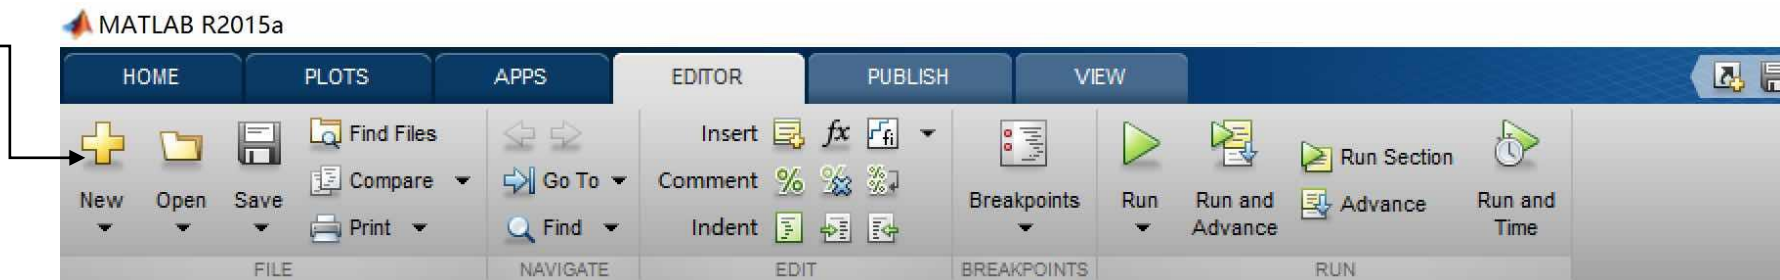 MATLAB R2015a
HOME PLOTS APPS EDITOR PUBLISH VIEW
Find Files Insert fx fi
New Open Save Compare Go To Comment % Breakpoints Run Run and Advance Run Section Run and Time
Print Find Indent Advance
FILE NAVIGATE EDIT BREAKPOINTS RUN